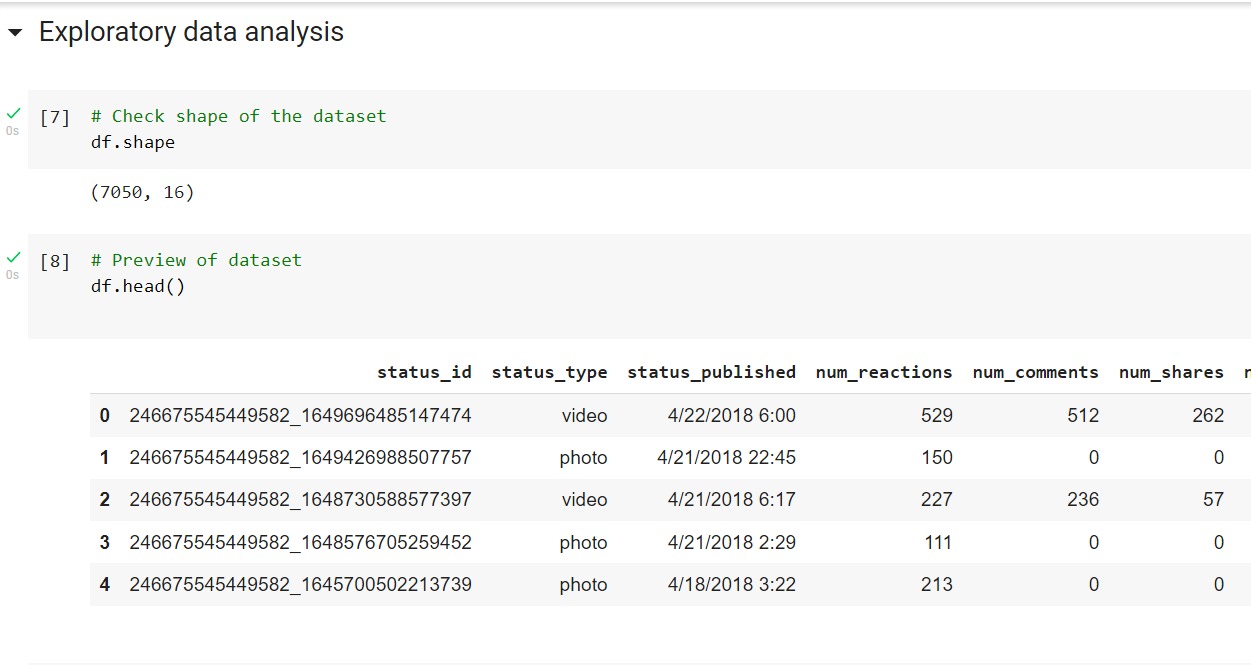 Exploratory data analysis
[7] # Check shape of the dataset
0s df.shape
(7050, 16)
[8] # Preview of dataset
0s df.head()
status_id status_type status_published num_reactions num_comments num_shares
0 246675545449582_1649696485147474 video 4/22/2018 6:00 529 512 262
1 246675545449582_1649426988507757 photo 4/21/2018 22:45 150 0 0
2 246675545449582_1648730588577397 video 4/21/2018 6:17 227 236 57
3 246675545449582_1648576705259452 photo 4/21/2018 2:29 111 0 0
4 246675545449582_1645700502213739 photo 4/18/2018 3:22 213 0 0